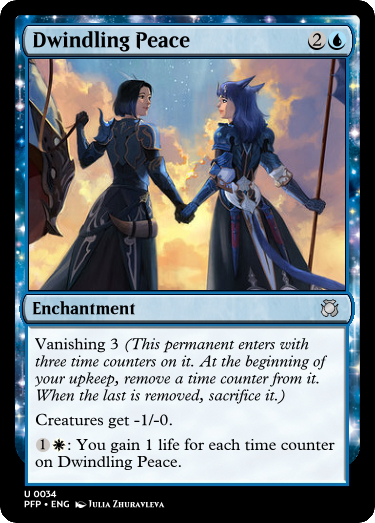 Dwindling Peace 2
Enchantment
Vanishing 3 (This permanent enters with
three time counters on it. At the beginning of
your upkeep, remove a time counter from it.
When the last is removed, sacrifice it.)
Creatures get -1/-0.
1: You gain 1 life for each time counter
on Dwindling Peace.
U 0034
PFP • ENG Julia Zhuravleva